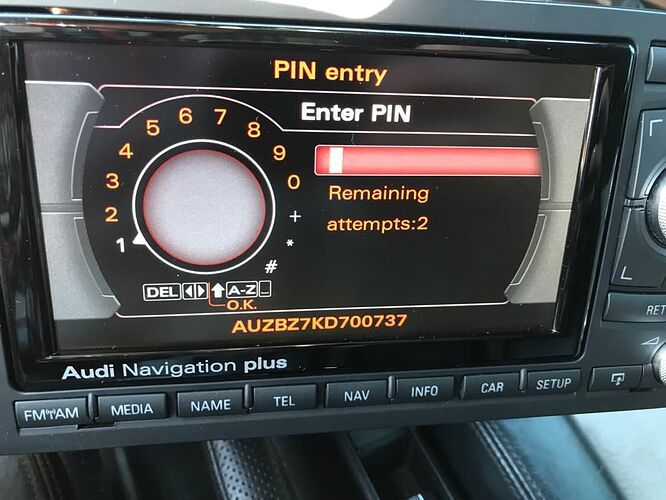 PIN entry
Enter PIN
1 2 3 4 5 6 7 8 9 0 + * #
Remaining
attempts:2
DEL A-Z
O.K.
AUZBZ7KD700737
Audi Navigation plus
FM AM MEDIA NAME TEL NAV INFO CAR SETUP
RET